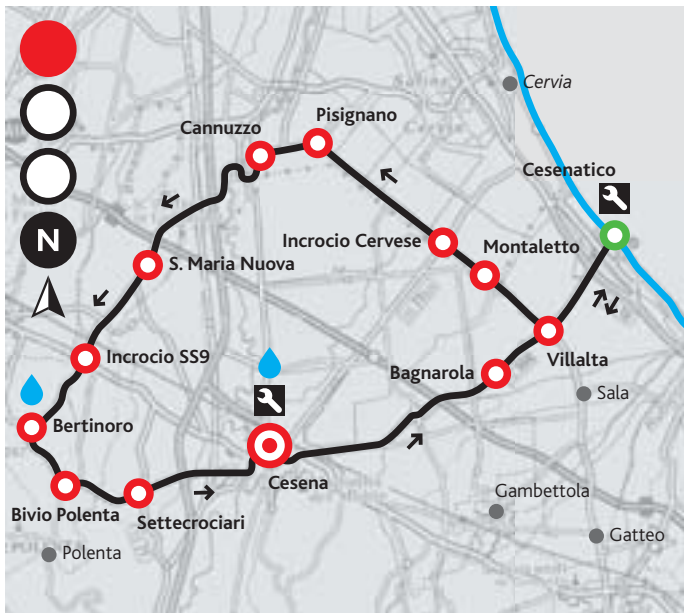 Cervia
Pisignano
Cannuzzo
Cesenatico
N
Incrocio Cervese
Montaletto
S. Maria Nuova
Villalta
Incrocio SS9
Bagnarola
Sala
Bertinoro
Cesena
Bivio Polenta
Settecrociari
Gambettola
Polenta
Gatteo